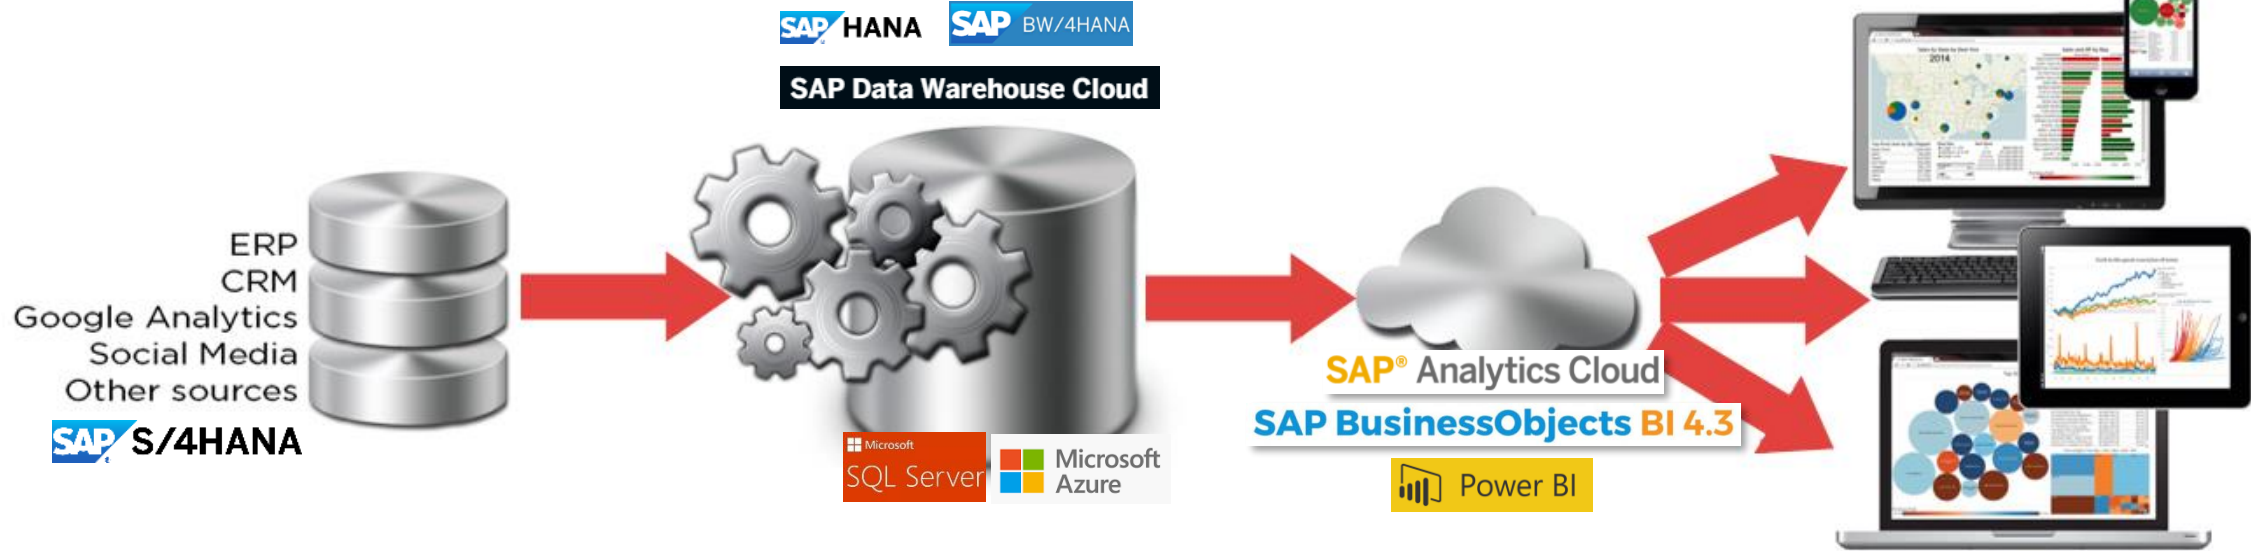 ERP
CRM
Google Analytics
Social Media
Other sources
SAP S/4HANA
SAP HANA
SAP BW/4HANA
SAP Data Warehouse Cloud
Microsoft
SQL Server
Microsoft
Azure
SAP® Analytics Cloud
SAP BusinessObjects BI 4.3
Power BI
2014